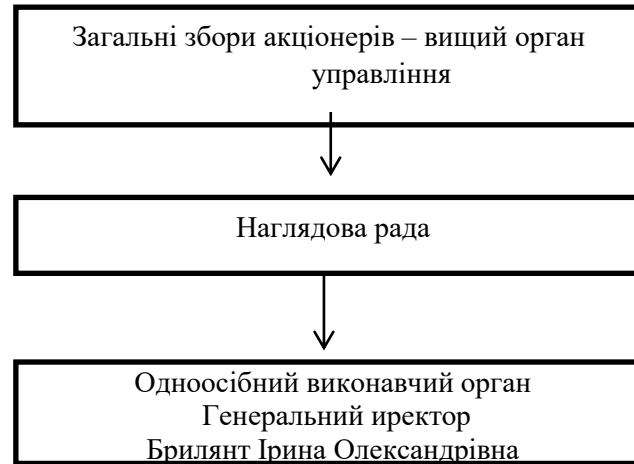 Загальні збори акціонерів – вищий орган
управління
Наглядова рада
Одноосібний виконавчий орган
Генеральний иректор
Брилянт Ірина Олександрівна